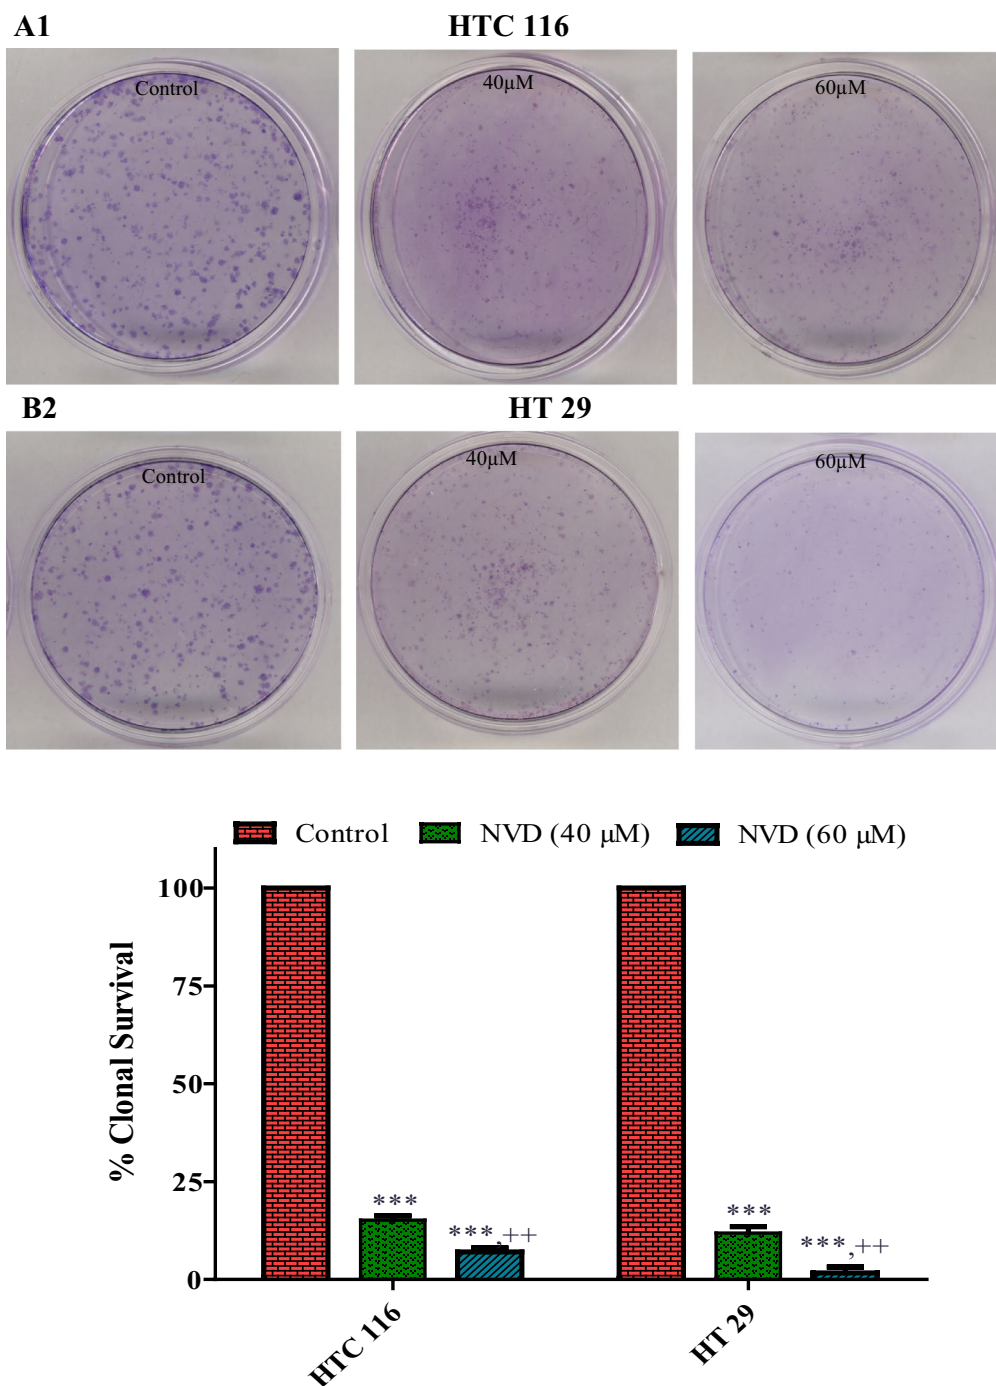 A1 HTC 116
Control 40µM 60µM
B2 HT 29
Control 40µM 60µM
Control NVD (40 µM) NVD (60 µM)
% Clonal Survival
100
75
50
25
0
***
***,++
***
***,++
HTC 116 HT 29